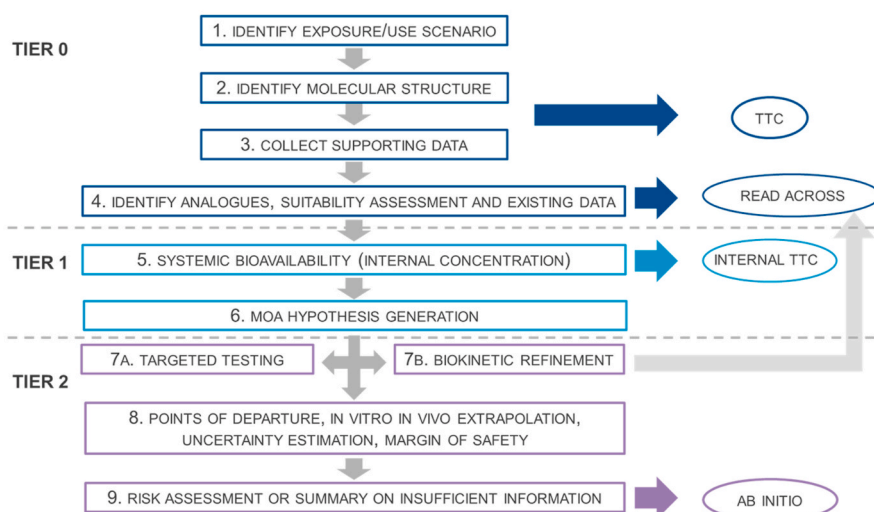 TIER 0
1. IDENTIFY EXPOSURE/USE SCENARIO
2. IDENTIFY MOLECULAR STRUCTURE
TTC
3. COLLECT SUPPORTING DATA
4. IDENTIFY ANALOGUES, SUITABILITY ASSESSMENT AND EXISTING DATA
READ ACROSS
TIER 1
5. SYSTEMIC BIOAVAILABILITY (INTERNAL CONCENTRATION)
INTERNAL TTC
6. MOA HYPOTHESIS GENERATION
TIER 2
7A. TARGETED TESTING
7B. BIOKINETIC REFINEMENT
8. POINTS OF DEPARTURE, IN VITRO IN VIVO EXTRAPOLATION,
UNCERTAINTY ESTIMATION, MARGIN OF SAFETY
9. RISK ASSESSMENT OR SUMMARY ON INSUFFICIENT INFORMATION
AB INITIO